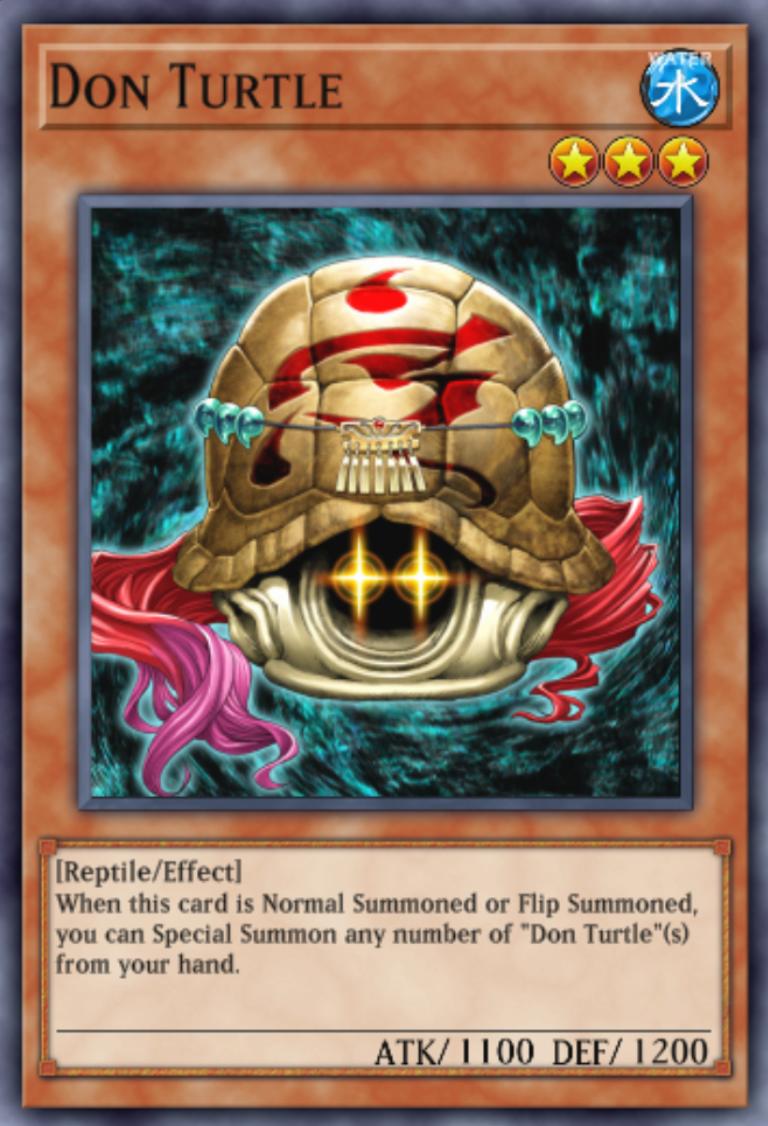 DON TURTLE
WATER
水
[Reptile/Effect]
When this card is Normal Summoned or Flip Summoned,
you can Special Summon any number of "Don Turtle"(s)
from your hand.
ATK/ 1100 DEF/ 1200